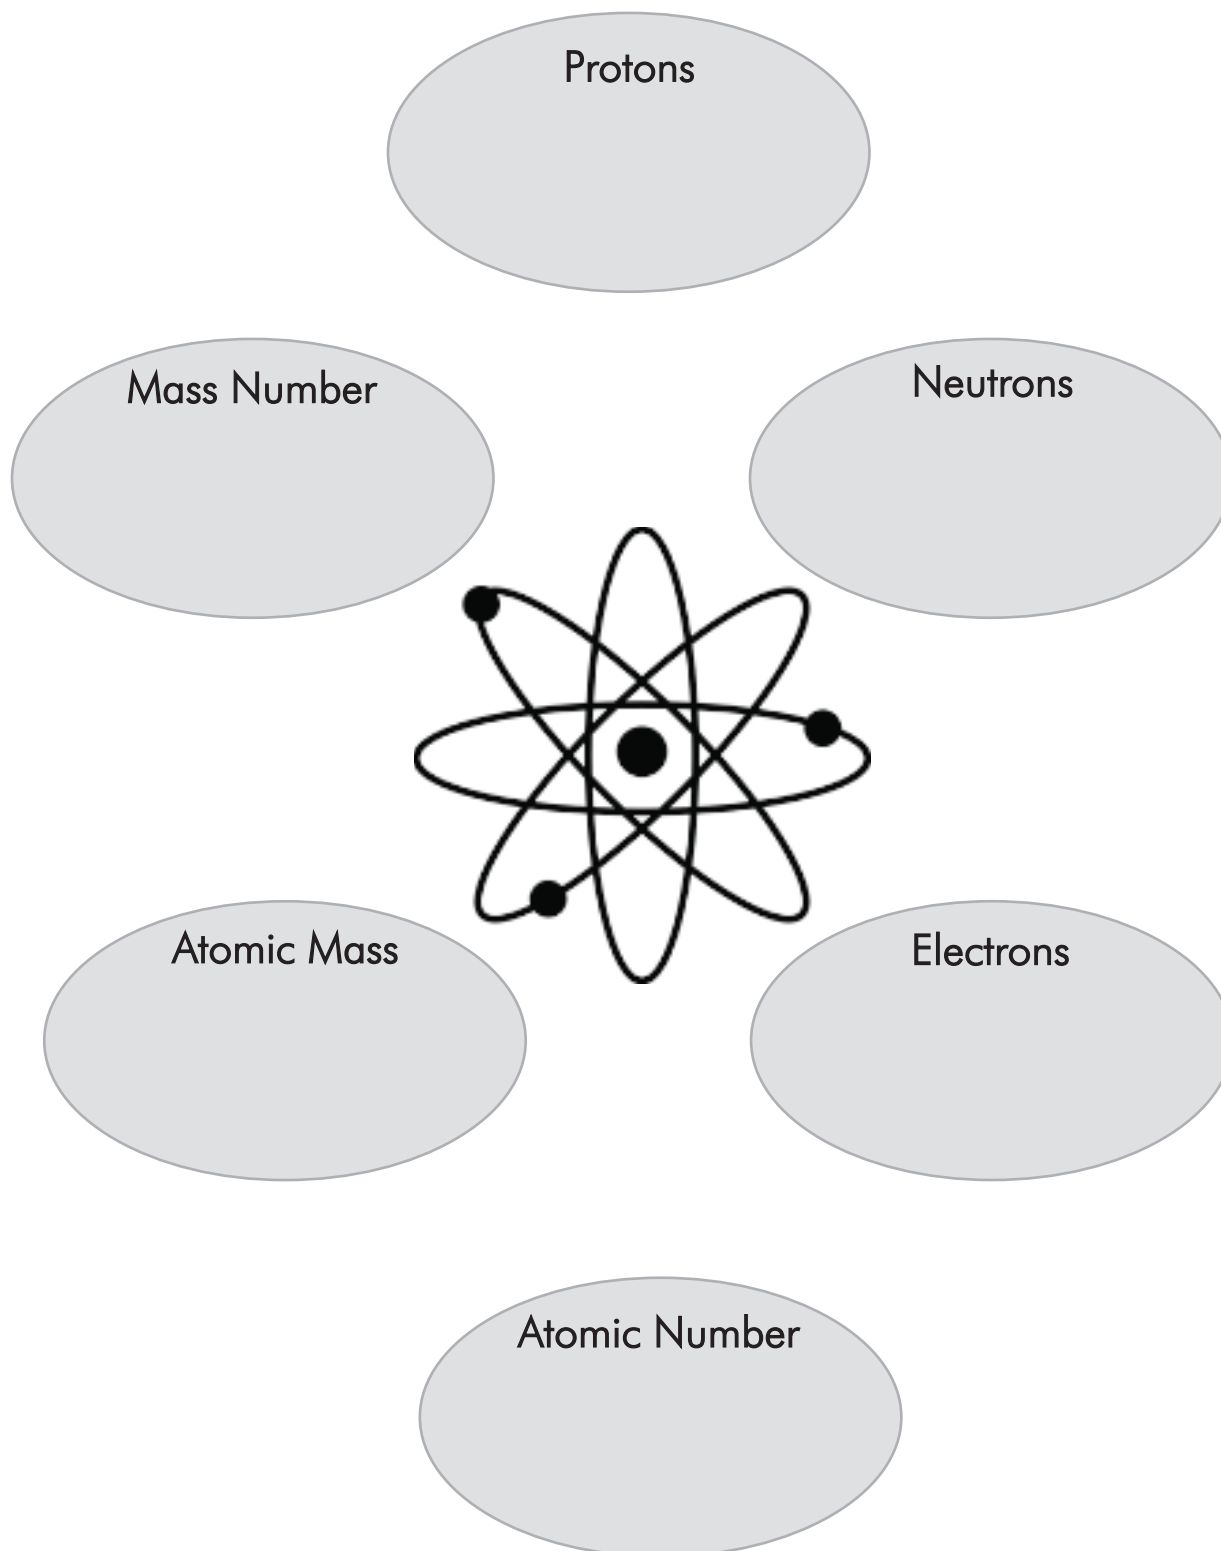 Protons
Mass Number
Neutrons
Atomic Mass
Electrons
Atomic Number